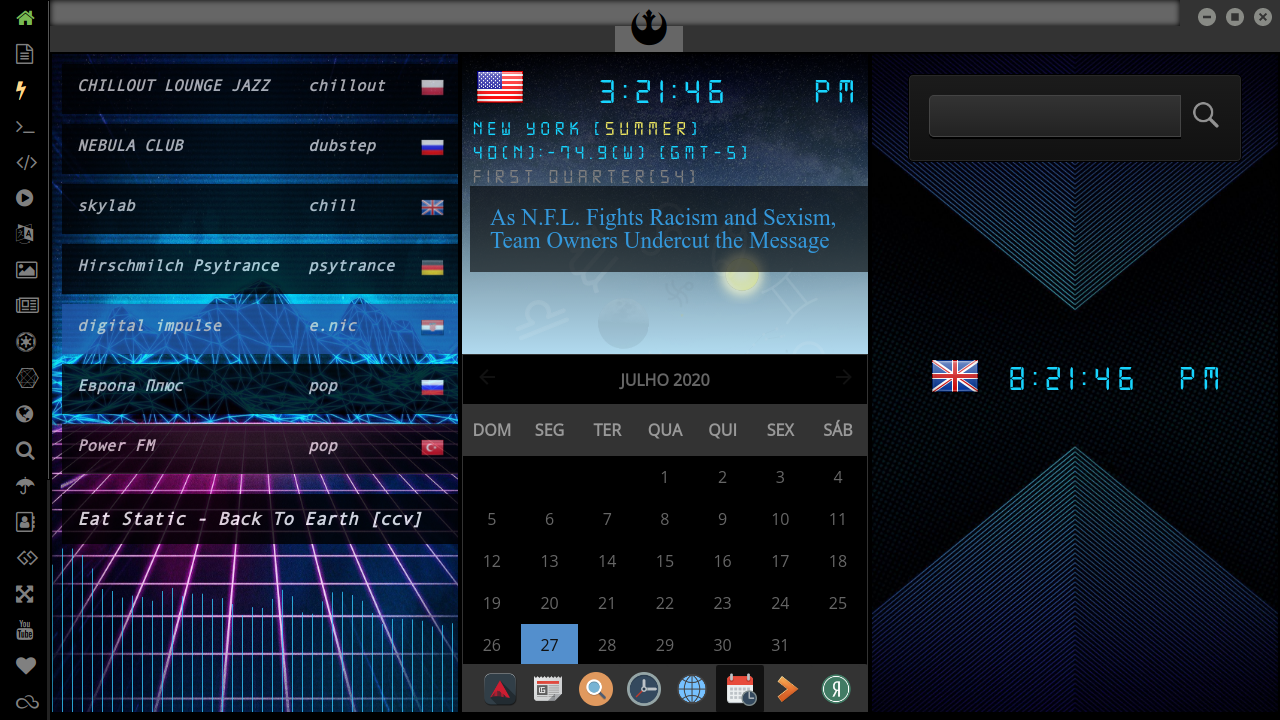 CHILLOUT LOUNGE JAZZ chillout
NEBULA CLUB dubstep
skylab chill
Hirschmilch Psytrance psytrance
digital impulse e.nic
Европа Плюс pop
Power FM pop
Eat Static - Back To Earth [ccv]
3:21:46 PM
NEW YORK (SUMMER)
40(N):-74.9(W) (GMT-5)
FIRST QUARTER(54)
As N.F.L. Fights Racism and Sexism,
Team Owners Undercut the Message
JULHO 2020
DOM SEG TER QUA QUI SEX SÁB
1 2 3 4
5 6 7 8 9 10 11
12 13 14 15 16 17 18
19 20 21 22 23 24 25
26 27 28 29 30 31
8:21:46 PM
You
Tube
Я